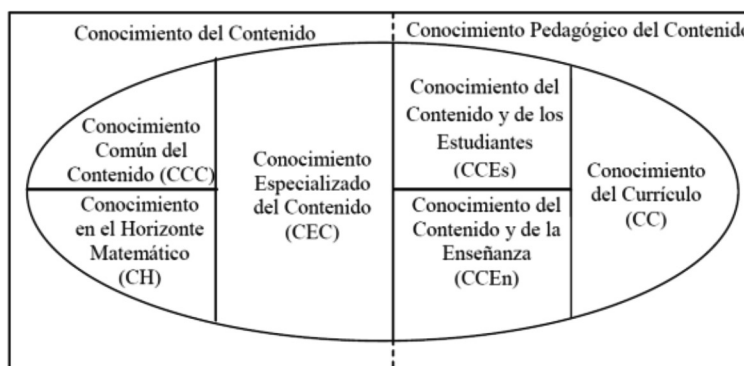 Conocimiento del Contenido
Conocimiento Pedagógico del Contenido
Conocimiento
Común del
Contenido (CCC)
Conocimiento
en el Horizonte
Matemático
(CH)
Conocimiento
Especializado
del Contenido
(CEC)
Conocimiento del
Contenido y de los
Estudiantes
(CCEs)
Conocimiento del
Contenido y de la
Enseñanza
(CCEn)
Conocimiento
del Currículo
(CC)